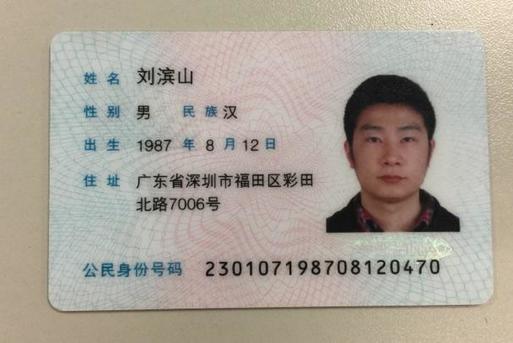 姓名 刘滨山
性别 男 民族 汉
出生 1987 年 8 月 12 日
住址 广东省深圳市福田区彩田
北路7006号
公民身份号码 230107198708120470